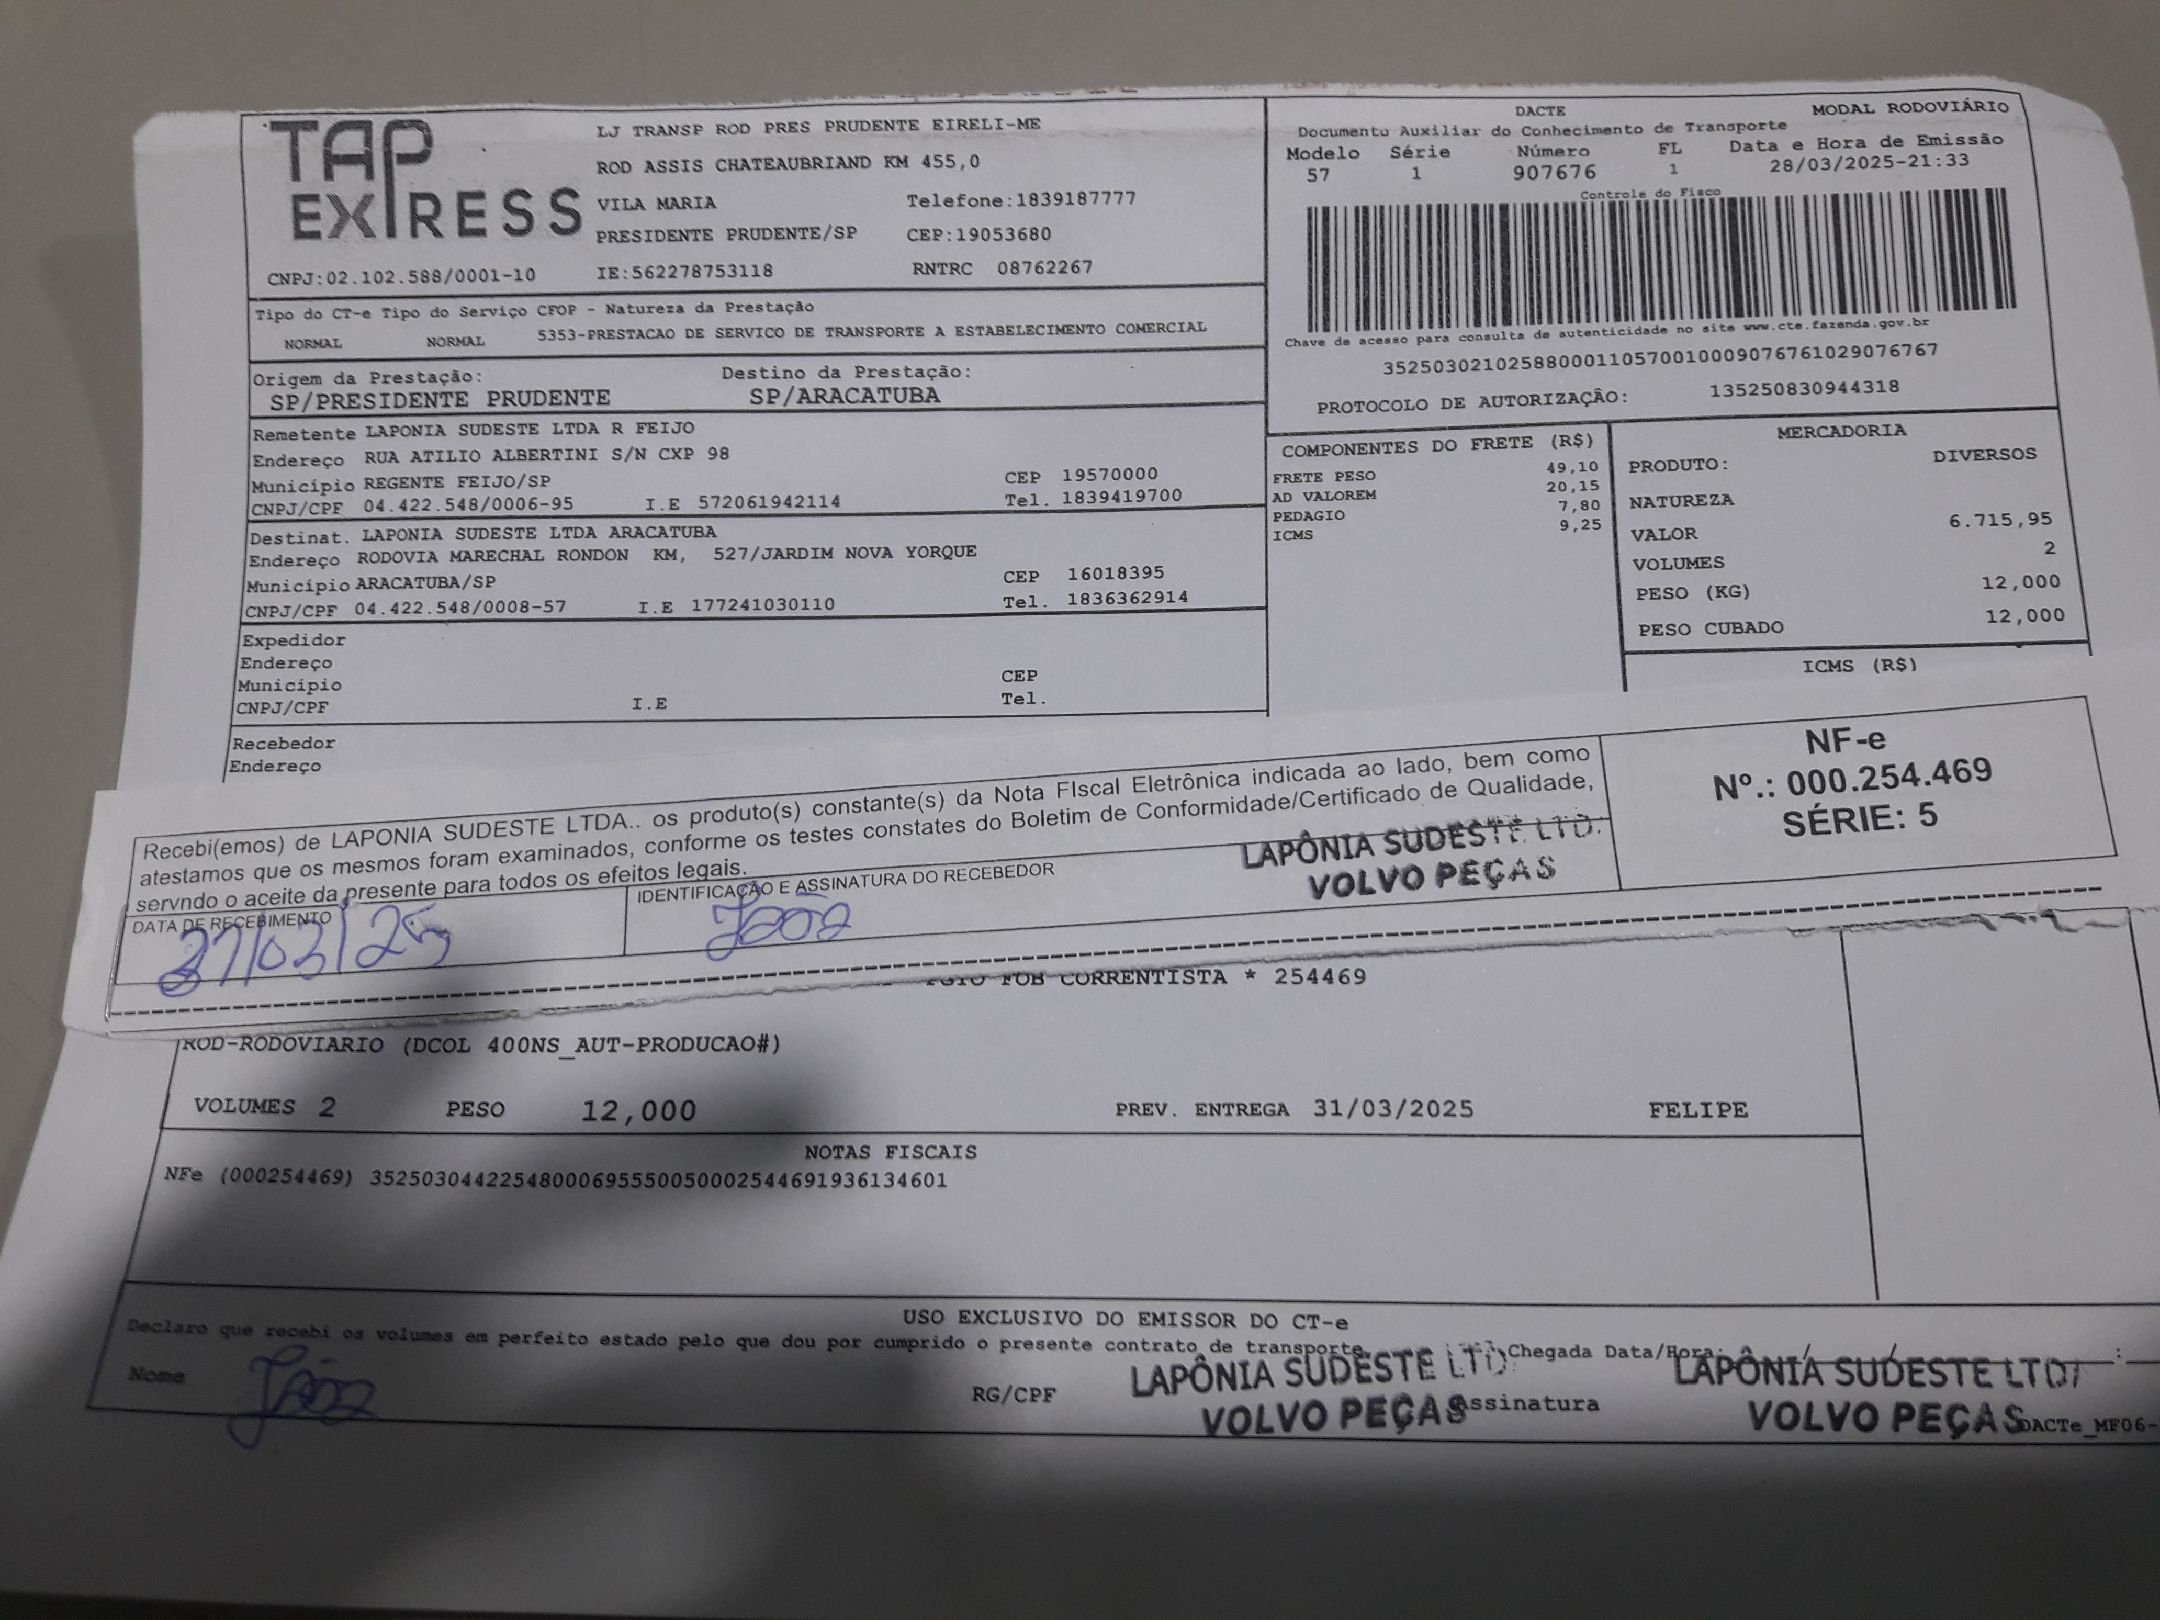 TAP EXPRESS
LJ TRANSP ROD PRES PRUDENTE EIRELI-ME
ROD ASSIS CHATEAUBRIAND KM 455,0
VILA MARIA Telefone:1839187777
PRESIDENTE PRUDENTE/SP CEP:19053680
CNPJ:02.102.588/0001-10 IE:562278753118 RNTRC 08762267
DACTE MODAL RODOVIÁRIO
Documento Auxiliar do Conhecimento de Transporte
Modelo Série Número FL Data e Hora de Emissão
57 1 907676 1 28/03/2025-21:33
Controle do Fisco
Chave de acesso para consulta de autenticidade no site www.cte.fazenda.gov.br
35250302102588000110570010009076761029076767
PROTOCOLO DE AUTORIZAÇÃO: 135250830944318
Tipo do CT-e Tipo do Serviço CFOP - Natureza da Prestação
NORMAL NORMAL 5353-PRESTACAO DE SERVICO DE TRANSPORTE A ESTABELECIMENTO COMERCIAL
Origem da Prestação: Destino da Prestação:
SP/PRESIDENTE PRUDENTE SP/ARACATUBA
Remetente LAPONIA SUDESTE LTDA R FEIJO
Endereço RUA ATILIO ALBERTINI S/N CXP 98
Município REGENTE FEIJO/SP CEP 19570000
CNPJ/CPF 04.422.548/0006-95 I.E 572061942114 Tel. 1839419700
Destinat. LAPONIA SUDESTE LTDA ARACATUBA
Endereço RODOVIA MARECHAL RONDON KM, 527/JARDIM NOVA YORQUE
Município ARACATUBA/SP CEP 16018395
CNPJ/CPF 04.422.548/0008-57 I.E 177241030110 Tel. 1836362914
Expedidor
Endereço
Município CEP
CNPJ/CPF I.E Tel.
Recebedor
Endereço
COMPONENTES DO FRETE (R$)
FRETE PESO 49,10
AD VALOREM 20,15
PEDAGIO 7,80
ICMS 9,25
MERCADORIA
PRODUTO: DIVERSOS
NATUREZA
VALOR 6.715,95
VOLUMES 2
PESO (KG) 12,000
PESO CUBADO 12,000
ICMS (R$)
Recebi(emos) de LAPONIA SUDESTE LTDA.. os produto(s) constante(s) da Nota FIscal Eletrônica indicada ao lado, bem como
atestamos que os mesmos foram examinados, conforme os testes constates do Boletim de Conformidade/Certificado de Qualidade,
servndo o aceite da presente para todos os efeitos legais.
DATA DE RECEBIMENTO
IDENTIFICAÇÃO E ASSINATURA DO RECEBEDOR
LAPÔNIA SUDESTE LTD.
VOLVO PEÇAS
/03/25
NF-e
Nº.: 000.254.469
SÉRIE: 5
FOB CORRENTISTA * 254469
ROD-RODOVIARIO (DCOL 400NS_AUT-PRODUCAO#)
VOLUMES 2 PESO 12,000 PREV. ENTREGA 31/03/2025 FELIPE
NOTAS FISCAIS
NFe (000254469) 35250304422548000695550050002544691936134601
USO EXCLUSIVO DO EMISSOR DO CT-e
Declaro que recebi os volumes em perfeito estado pelo que dou por cumprido o presente contrato de transporte. Chegada Data/Hora: / / :
Nome RG/CPF Assinatura
LAPÔNIA SUDESTE LTD
VOLVO PEÇAS
LAPÔNIA SUDESTE LTD
VOLVO PEÇAS
DACTe_MF06-